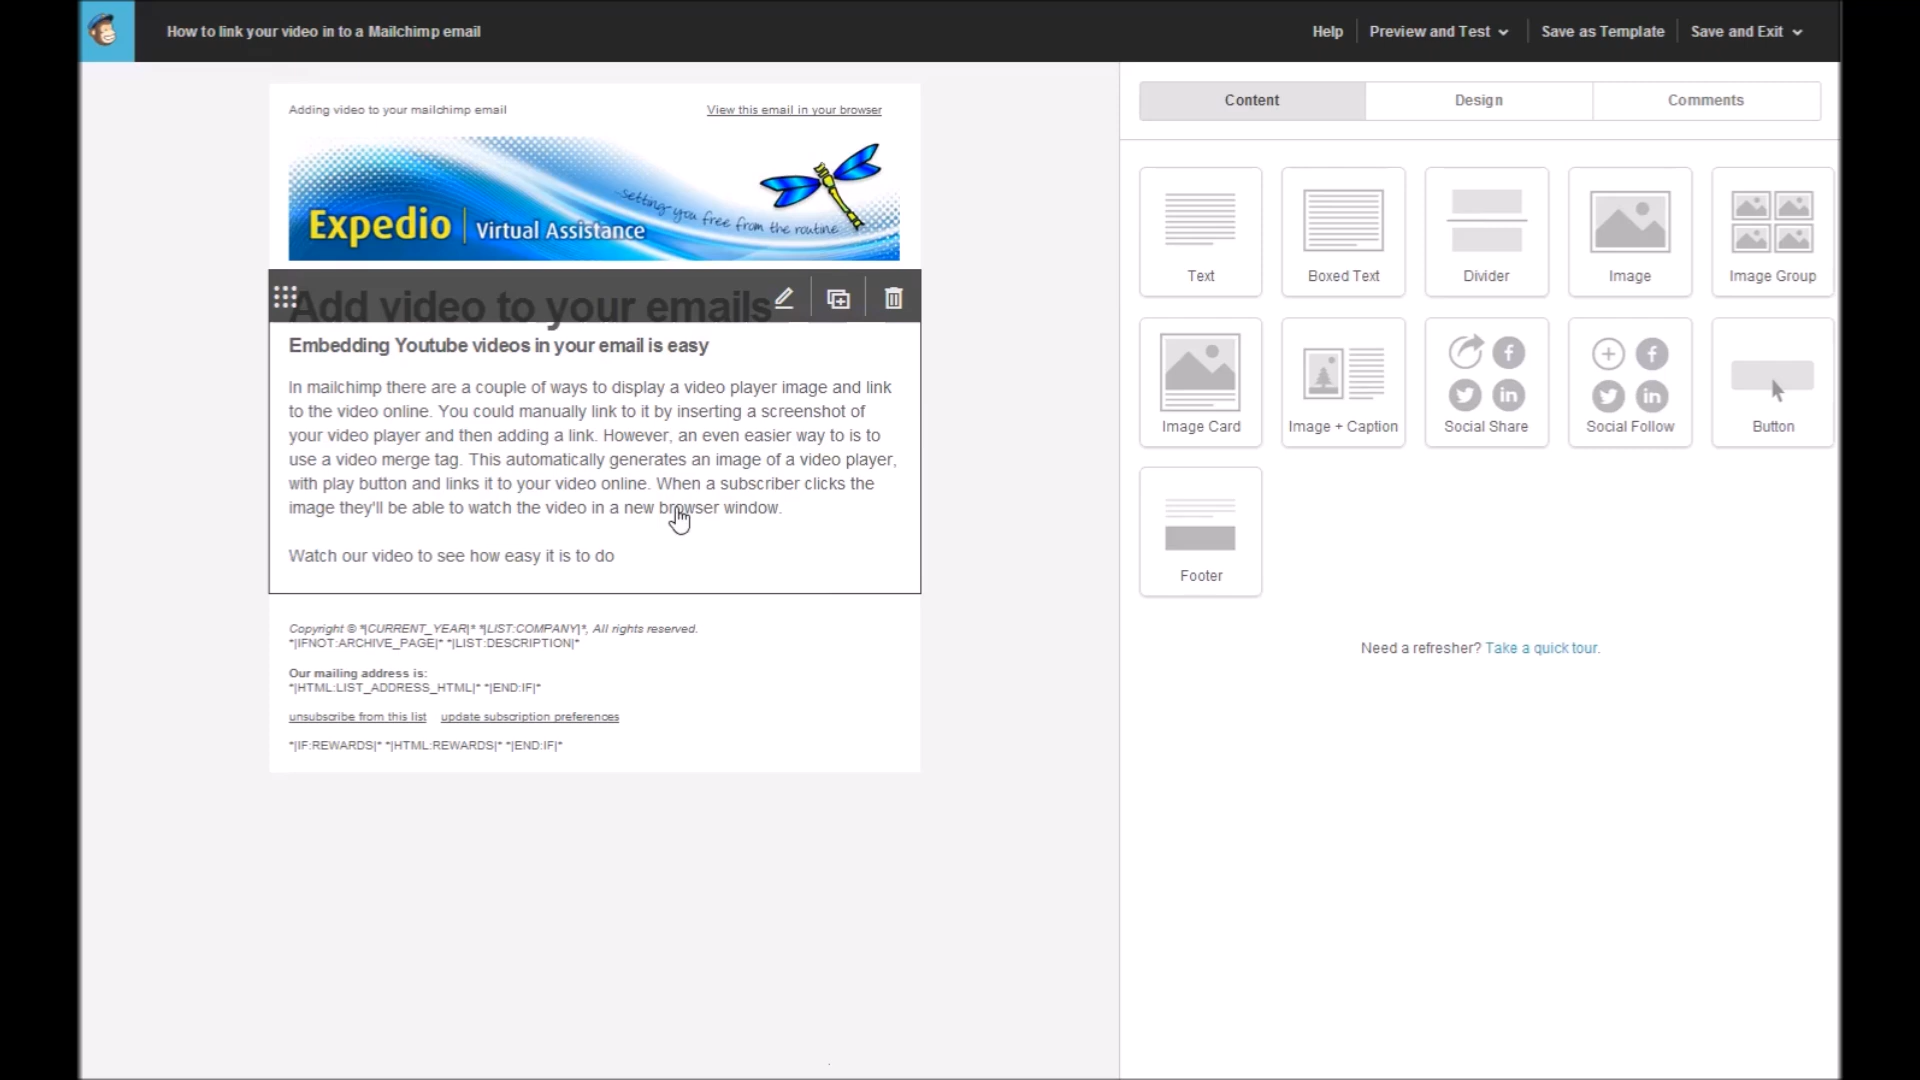 How to link your video in to a Mailchimp email
Help
Preview and Test
Save as Template
Save and Exit
Adding video to your mailchimp email
View this email in your browser
setting you free from the routine
Expedio | Virtual Assistance
Add video to your emails
Embedding Youtube videos in your email is easy
In mailchimp there are a couple of ways to display a video player image and link
to the video online. You could manually link to it by inserting a screenshot of
your video player and then adding a link. However, an even easier way to is to
use a video merge tag. This automatically generates an image of a video player,
with play button and links it to your video online. When a subscriber clicks the
image they'll be able to watch the video in a new browser window.
Watch our video to see how easy it is to do
Copyright © *|CURRENT_YEAR|* *|LIST:COMPANY|*, All rights reserved.
*|IFNOT:ARCHIVE_PAGE|* *|LIST:DESCRIPTION|*
Our mailing address is:
*|HTML:LIST_ADDRESS_HTML|* *|END:IF|*
unsubscribe from this list update subscription preferences
*|IF:REWARDS|* *|HTML:REWARDS|* *|END:IF|*
Content
Design
Comments
Text
Boxed Text
Divider
Image
Image Group
Image Card
Image + Caption
Social Share
Social Follow
Button
Footer
Need a refresher? Take a quick tour.